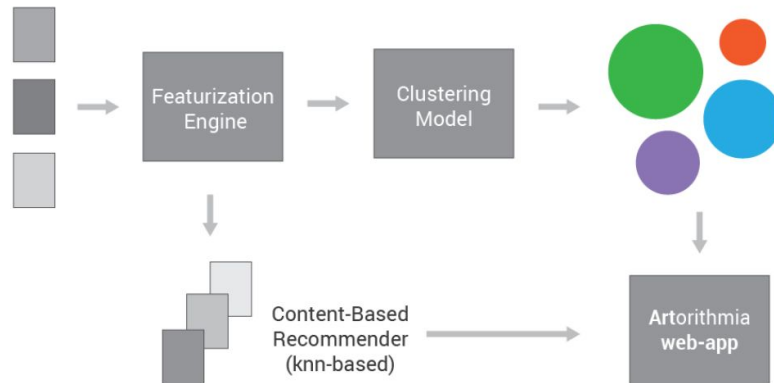 Featurization
Engine
Clustering
Model
Content-Based
Recommender
(knn-based)
Artorithmia
web-app